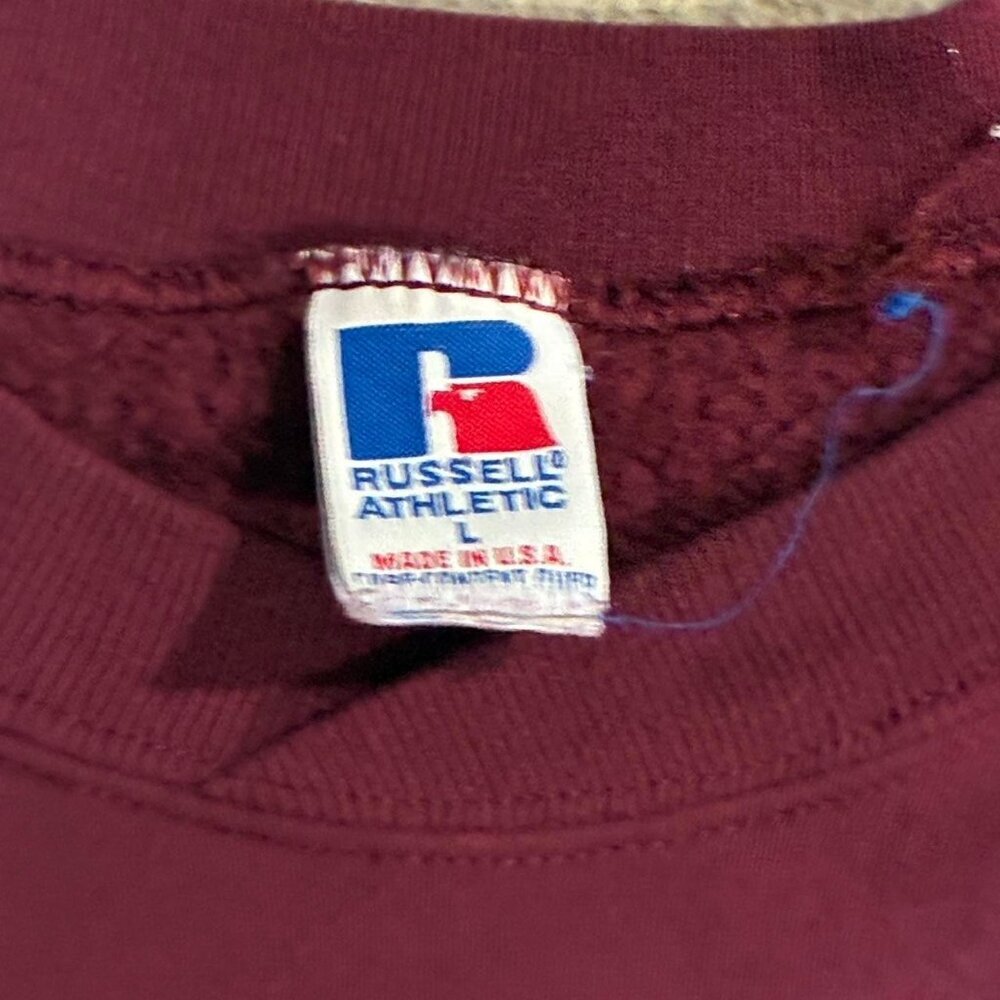 R
RUSSELL®
ATHLETIC
L
MADE IN U.S.A.